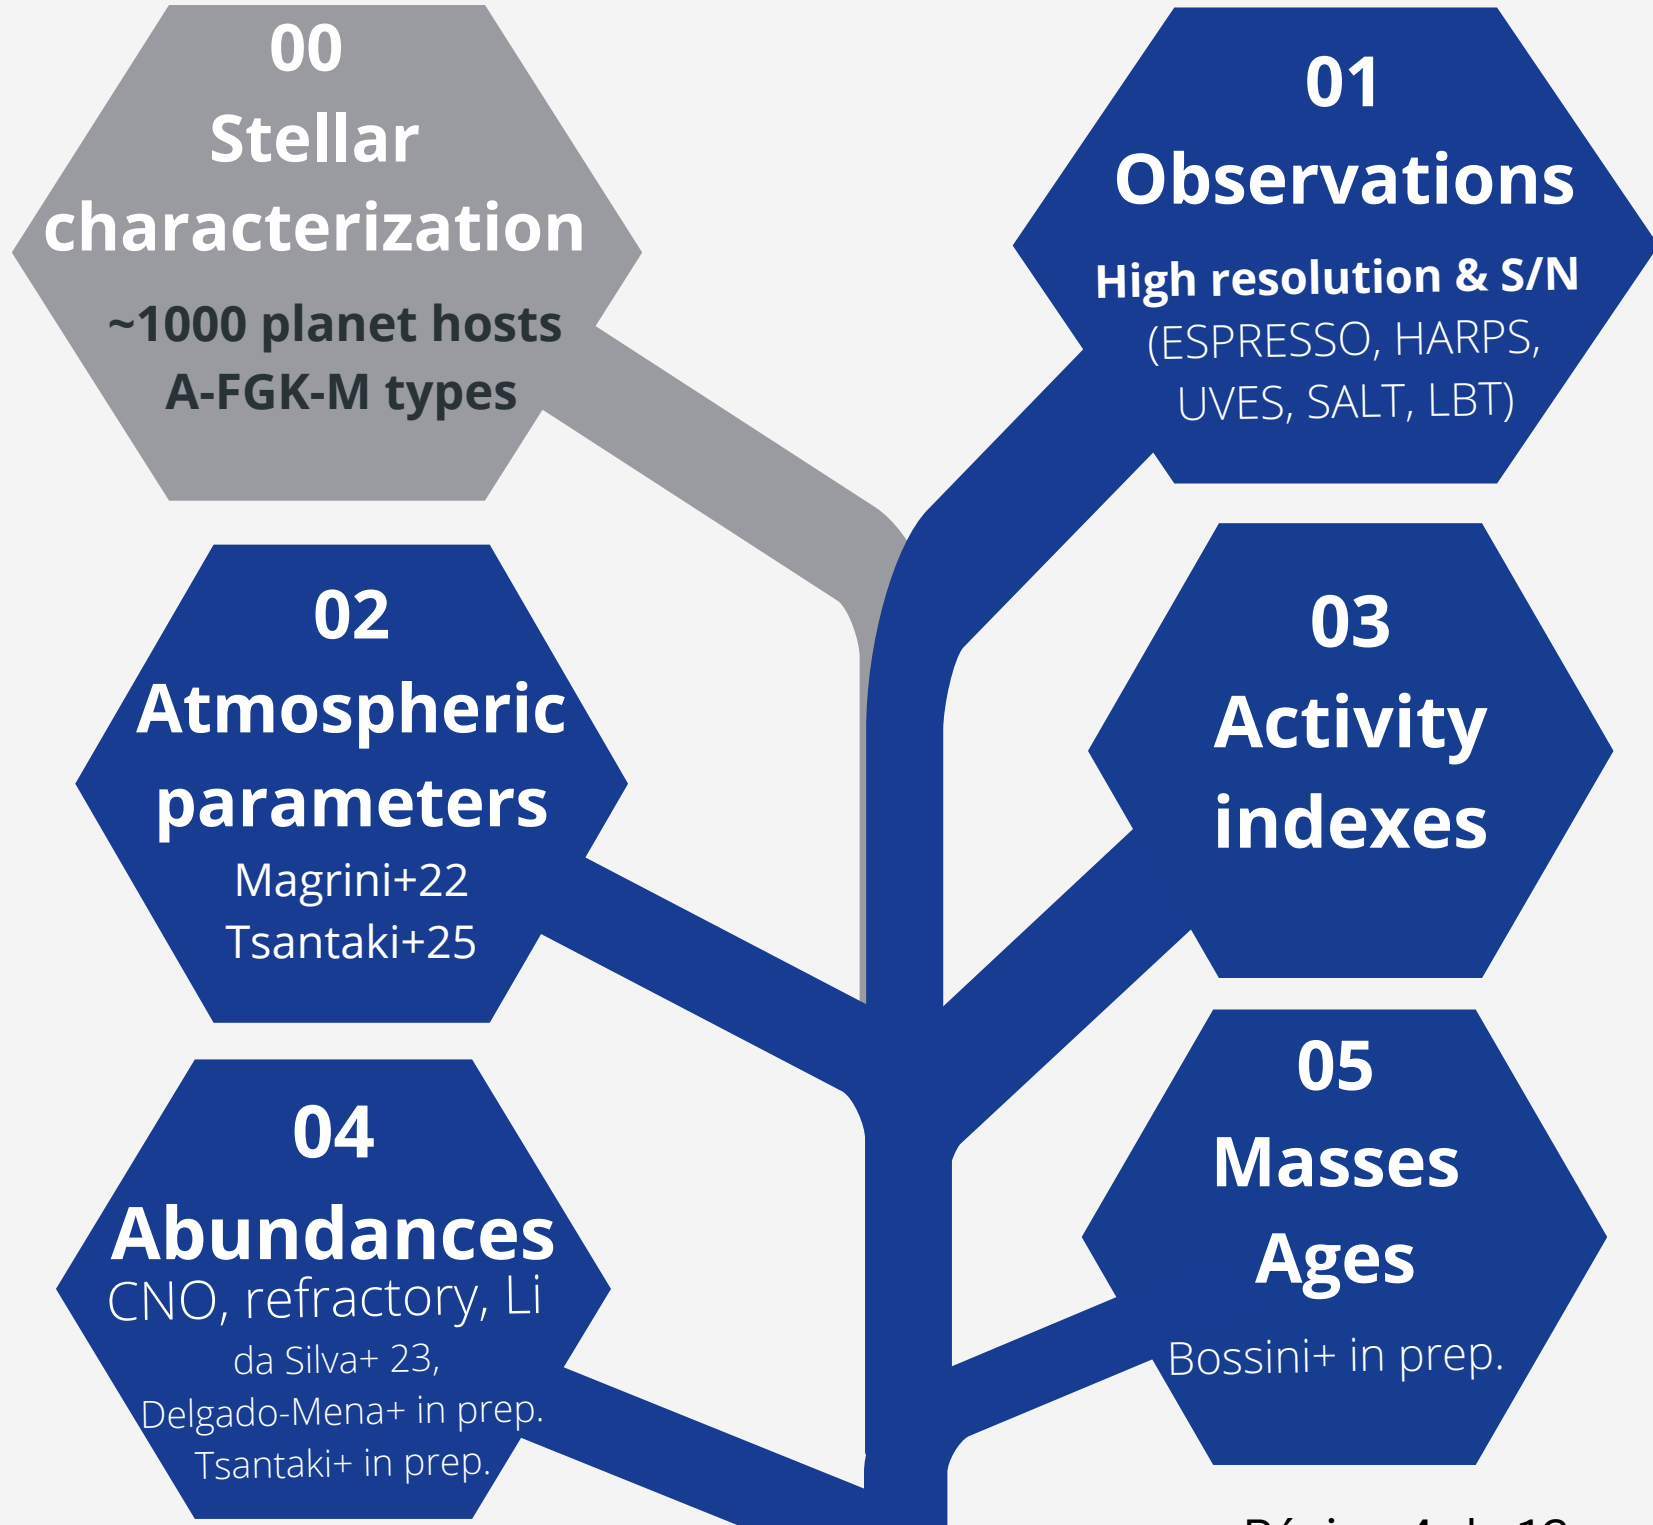 00
Stellar
characterization
~1000 planet hosts
A-FGK-M types
01
Observations
High resolution & S/N
(ESPRESSO, HARPS,
UVES, SALT, LBT)
02
Atmospheric
parameters
Magrini+22
Tsantaki+25
03
Activity
indexes
04
Abundances
CNO, refractory, Li
da Silva+ 23,
Delgado-Mena+ in prep.
Tsantaki+ in prep.
05
Masses
Ages
Bossini+ in prep.